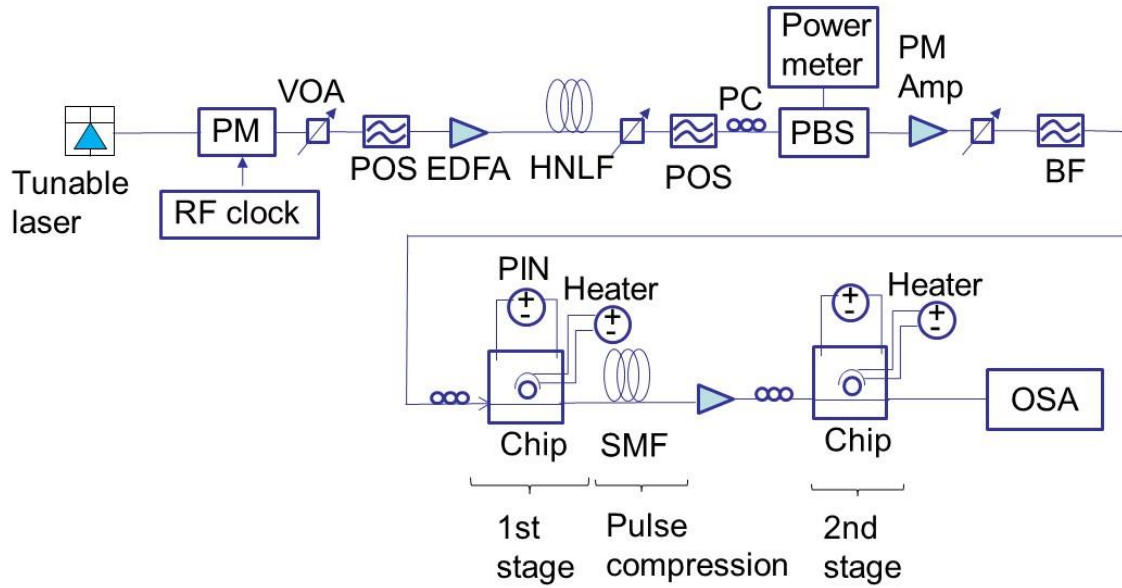 Power
meter
PM
Amp
VOA
PC
PM
PBS
POS
EDFA
HNLF
POS
BF
Tunable
laser
RF clock
PIN
Heater
+
-
+
-
Heater
+
-
+
-
OSA
Chip
SMF
Chip
1st
stage
Pulse
compression
2nd
stage